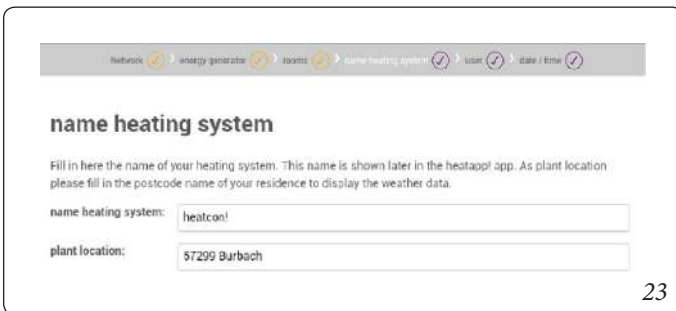 Network energy generator rooms name heating system user date / time
name heating system
Fill in here the name of your heating system. This name is shown later in the heatapp! app. As plant location
please fill in the postcode name of your residence to display the weather data.
name heating system: heatcon!
plant location: 57299 Burbach
23